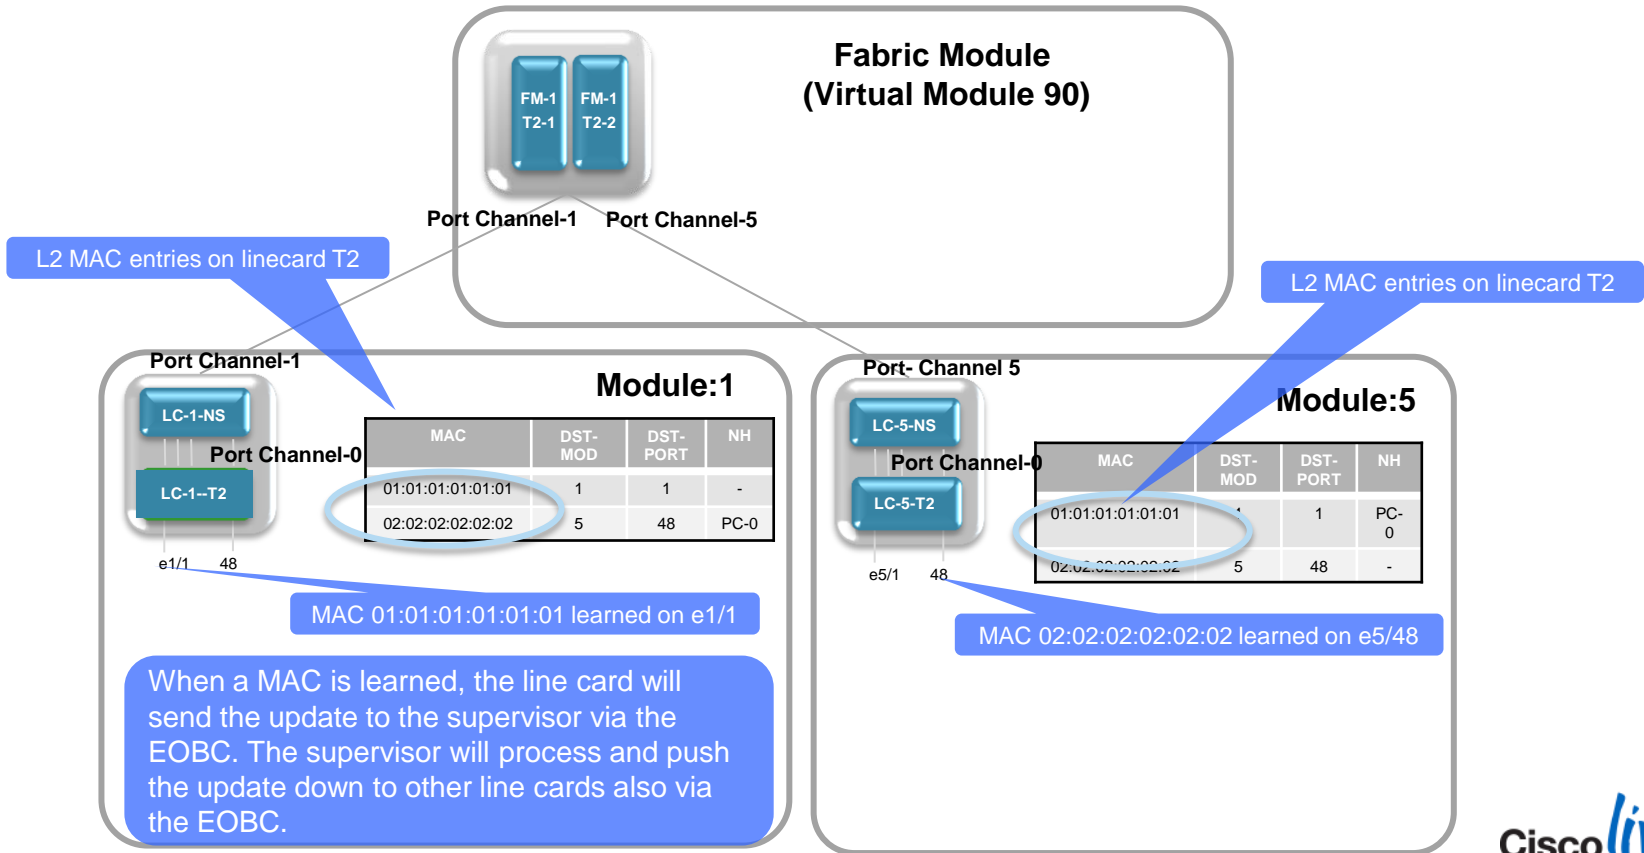 Fabric Module
(Virtual Module 90)
FM-1
T2-1
FM-1
T2-2
Port Channel-1
Port Channel-5
L2 MAC entries on linecard T2
L2 MAC entries on linecard T2
Port Channel-1
Module:1
LC-1-NS
Port Channel-0
LC-1--T2
e1/1
48
MAC DST-MOD DST-PORT NH
01:01:01:01:01:01 1 1 -
02:02:02:02:02:02 5 48 PC-0
MAC 01:01:01:01:01:01 learned on e1/1
When a MAC is learned, the line card will
send the update to the supervisor via the
EOBC. The supervisor will process and push
the update down to other line cards also via
the EOBC.
Port- Channel 5
Module:5
LC-5-NS
Port Channel-0
LC-5-T2
e5/1
48
MAC DST-MOD DST-PORT NH
01:01:01:01:01:01 1 PC-0
02:02:02:02:02:02 5 48 -
MAC 02:02:02:02:02:02 learned on e5/48
Cisco